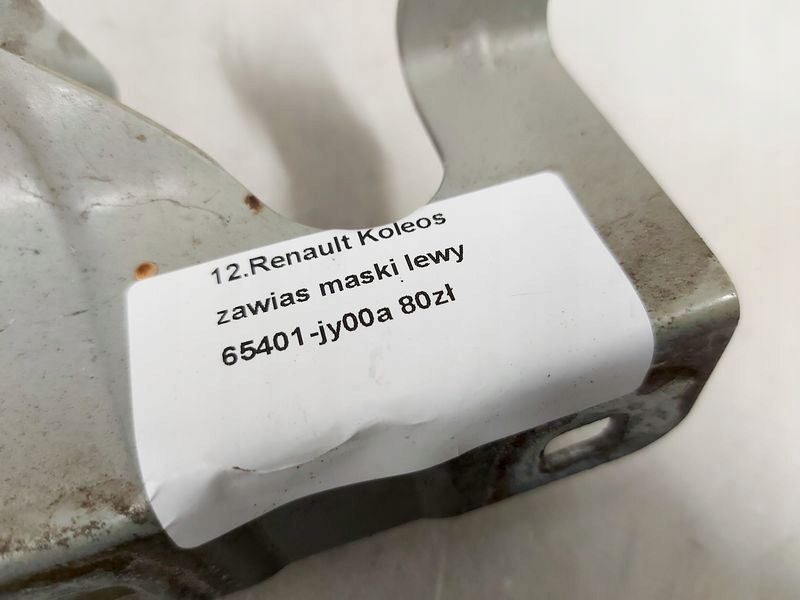 12.Renault Koleos
zawias maski lewy
65401-jy00a 80zł